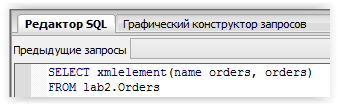 Редактор SQL Графический конструктор запросов
Предыдущие запросы
SELECT xmlelement(name orders, orders)
FROM lab2.Orders